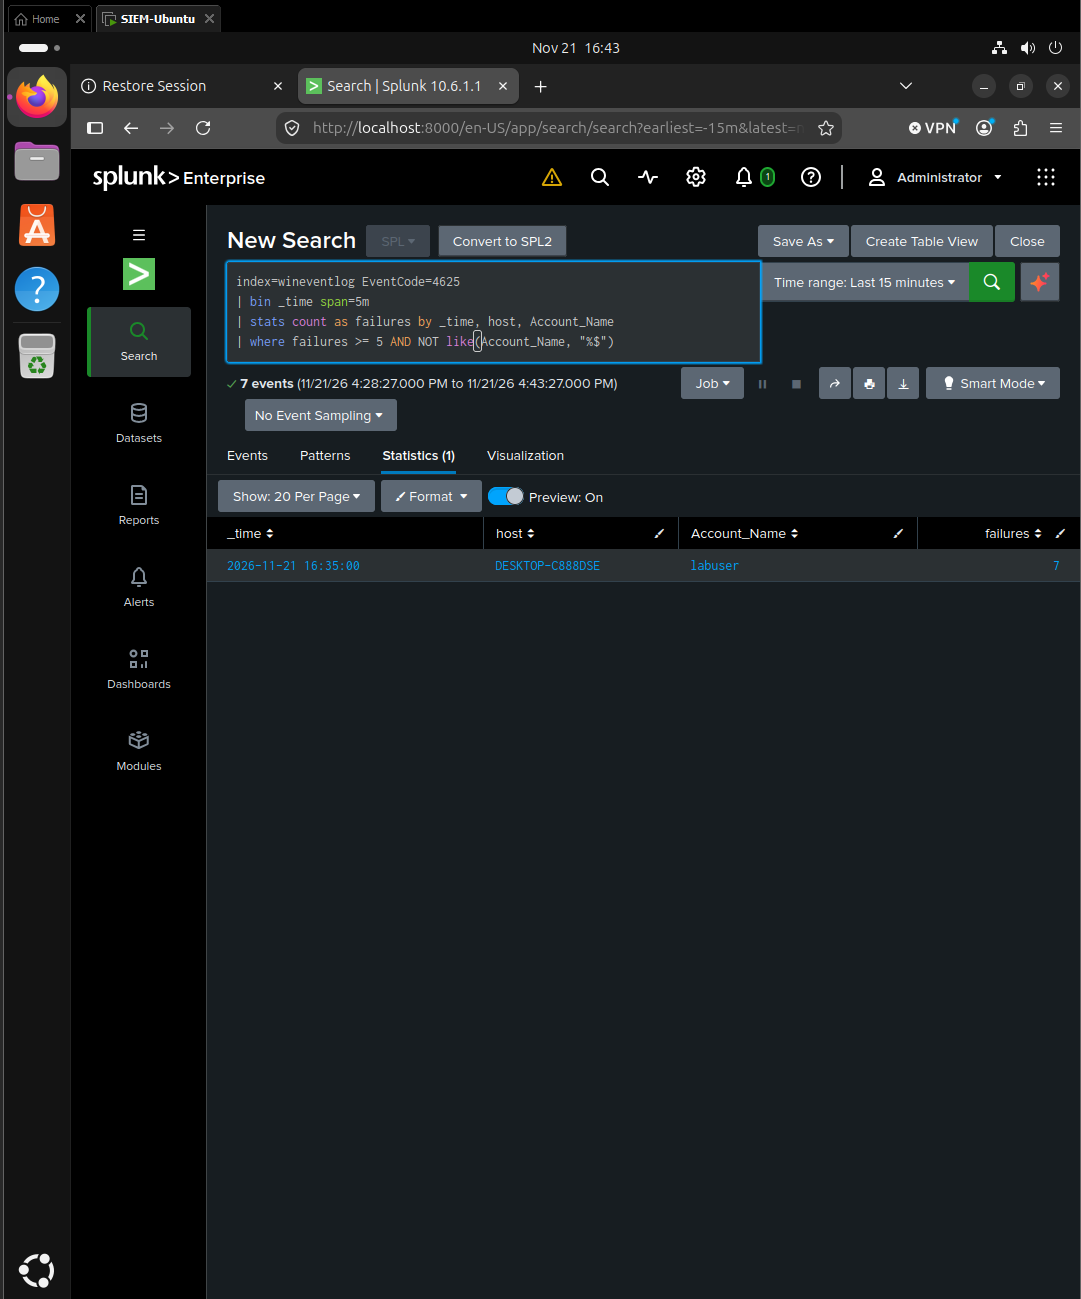 Home
SIEM-Ubuntu
Nov 21 16:43
Restore Session
Search | Splunk 10.6.1.1
http://localhost:8000/en-US/app/search/search?earliest=-15m&latest=n
VPN
splunk>Enterprise
1
Administrator
New Search
SPL
Convert to SPL2
Save As
Create Table View
Close
index=wineventlog EventCode=4625
| bin _time span=5m
| stats count as failures by _time, host, Account_Name
| where failures >= 5 AND NOT like(Account_Name, "%$")
Time range: Last 15 minutes
Search
Datasets
Reports
Alerts
Dashboards
Modules
7 events (11/21/26 4:28:27.000 PM to 11/21/26 4:43:27.000 PM)
Job
Smart Mode
No Event Sampling
Events Patterns Statistics (1) Visualization
Show: 20 Per Page Format Preview: On
_time host Account_Name failures
2026-11-21 16:35:00 DESKTOP-C888DSE labuser 7